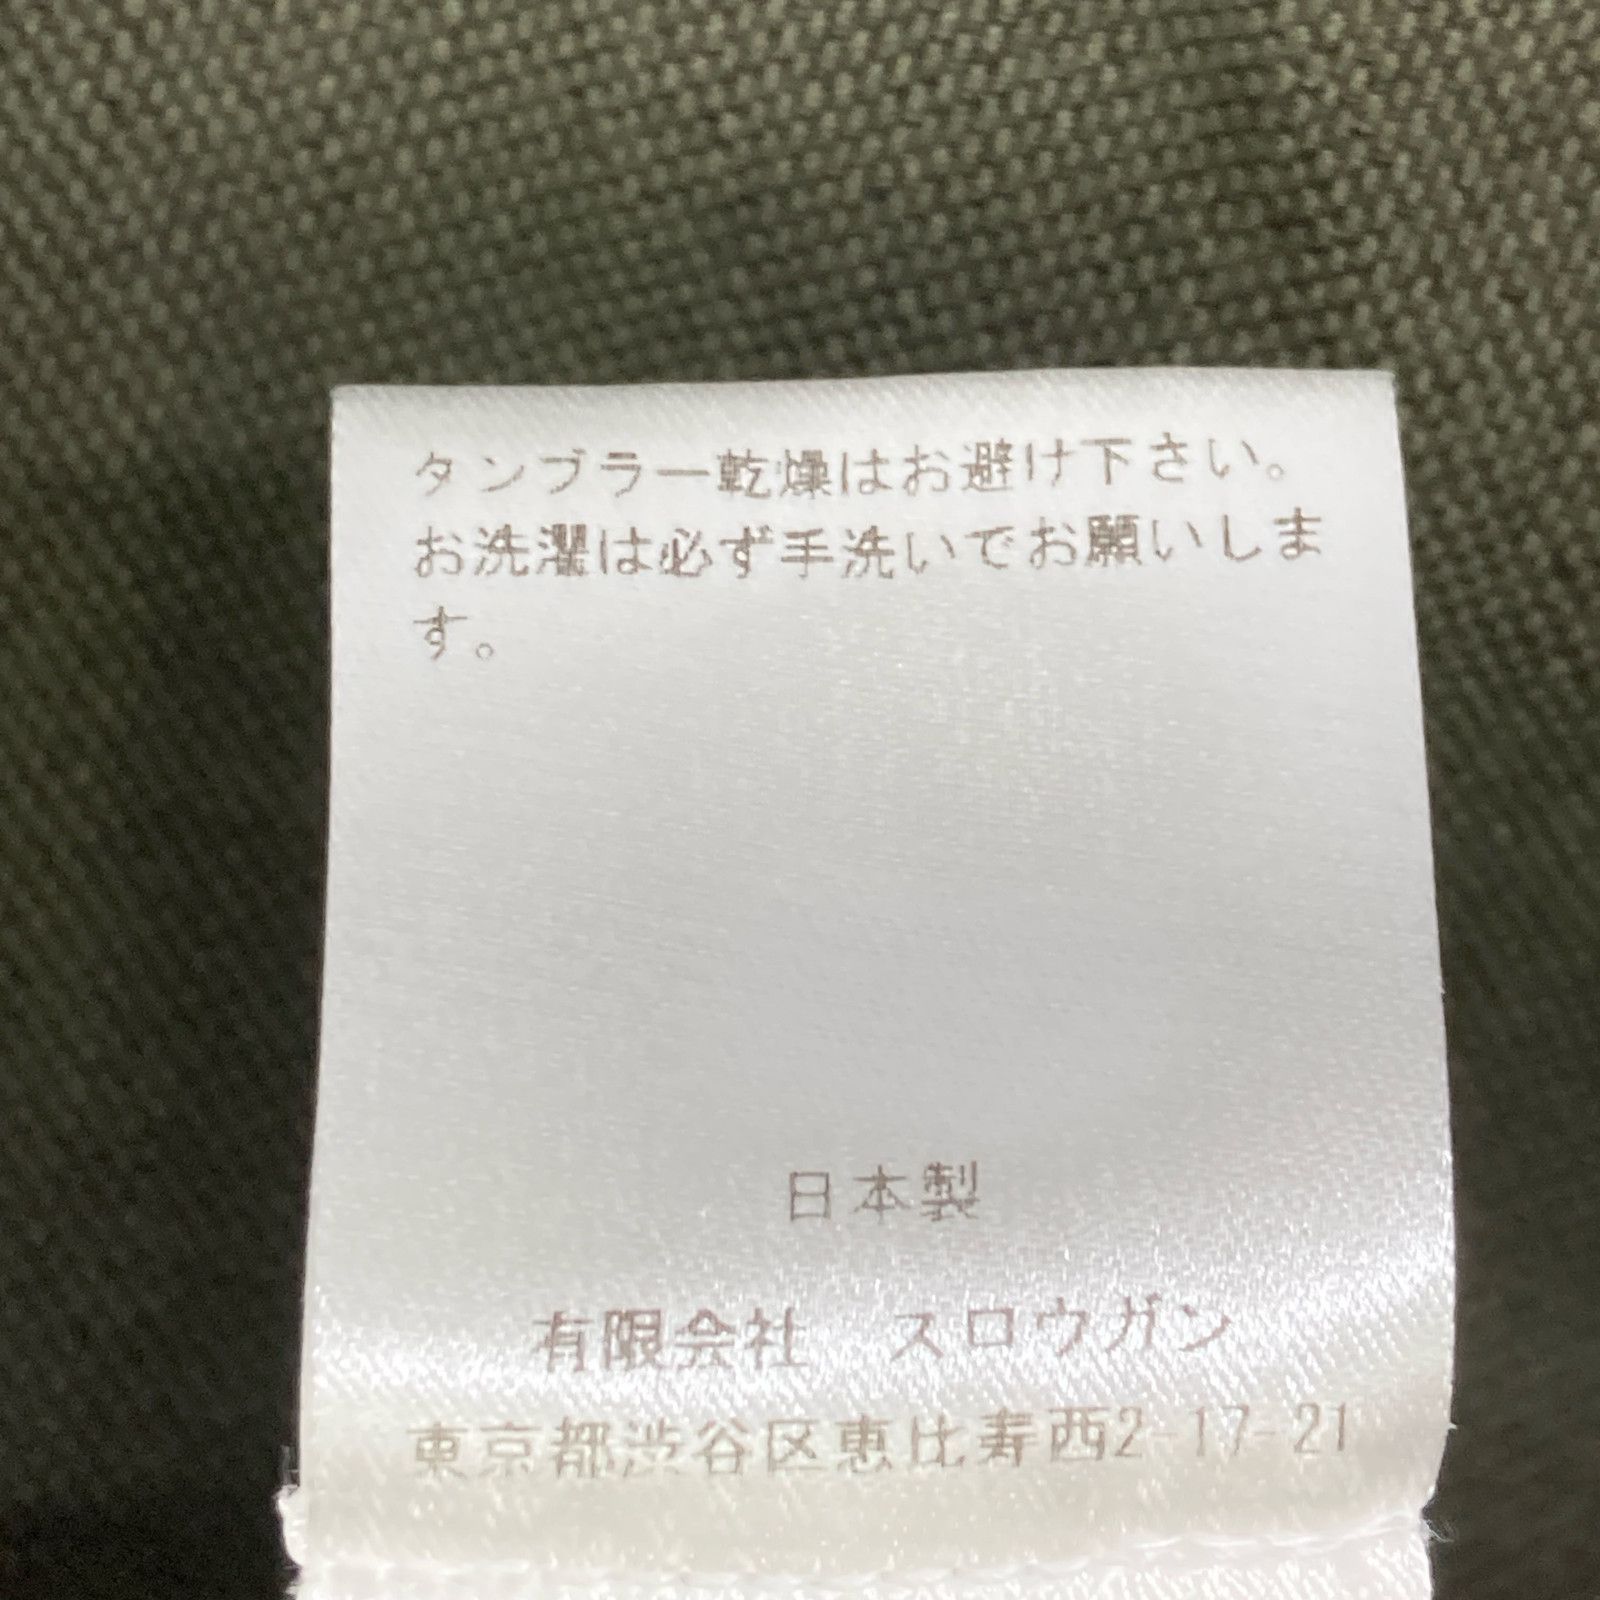 タンブラー乾燥はお避け下さい。
お洗濯は必ず手洗いでお願いしま
す。
日本製
有限会社　スロウガン
東京都渋谷区恵比寿西2-17-21